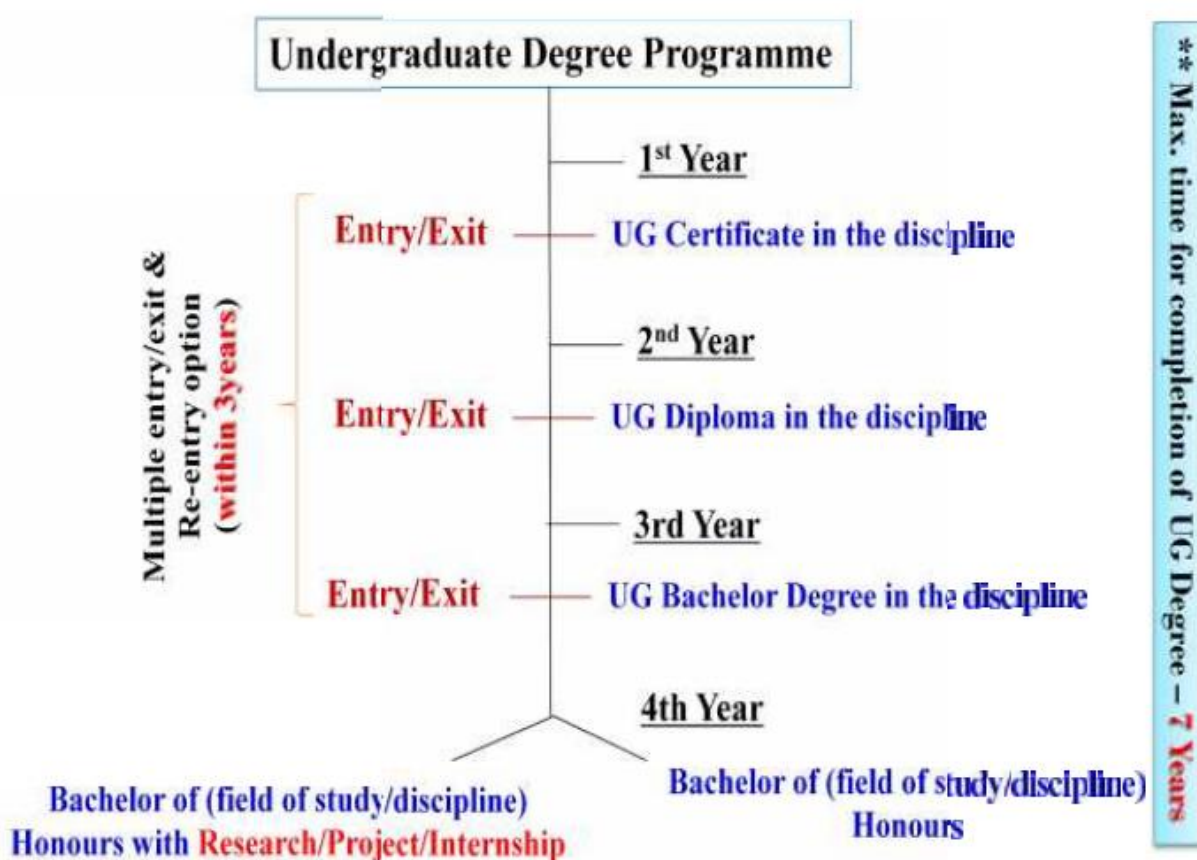 Undergraduate Degree Programme
1st Year
Entry/Exit
UG Certificate in the discipline
2nd Year
Entry/Exit
UG Diploma in the discipline
3rd Year
Entry/Exit
UG Bachelor Degree in the discipline
4th Year
Bachelor of (field of study/discipline)
Honours with Research/Project/Internship
Bachelor of (field of study/discipline)
Honours
Multiple entry/exit &
Re-entry option
(within 3years)
** Max. time for completion of UG Degree – 7 Years